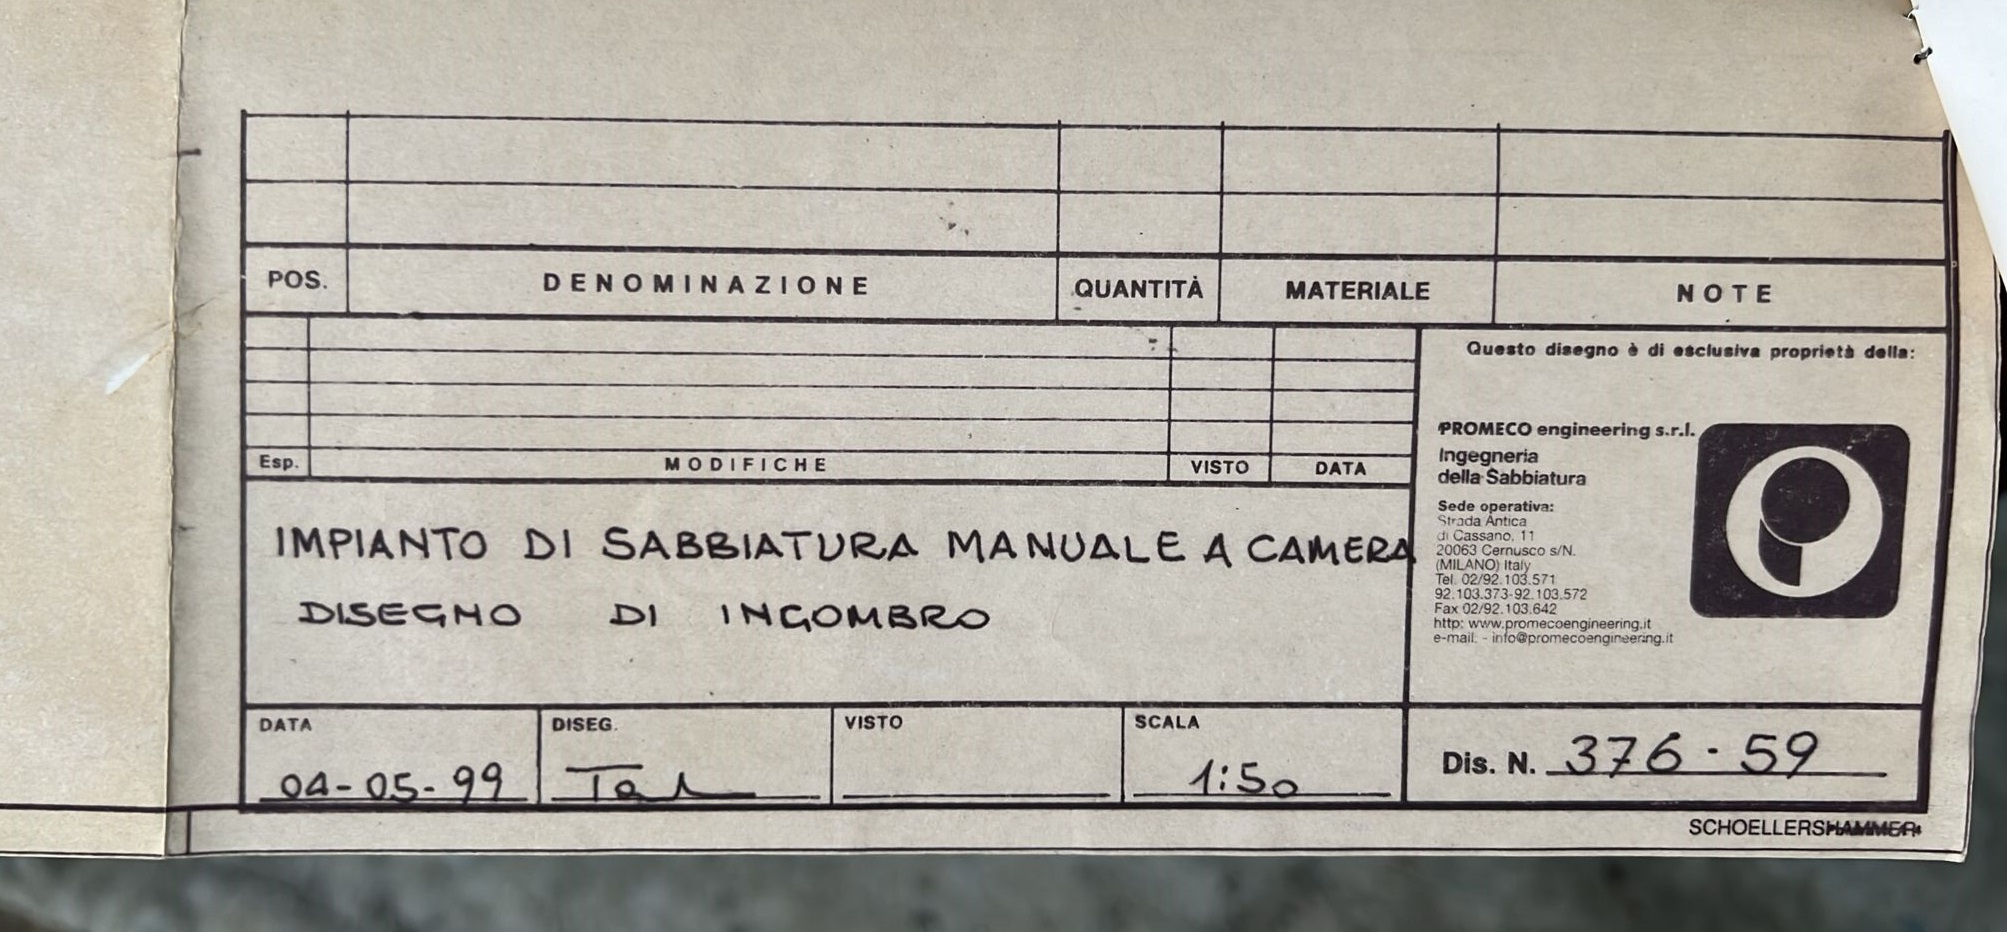 POS. DENOMINAZIONE QUANTITÀ MATERIALE NOTE
Esp. MODIFICHE VISTO DATA
Questo disegno è di esclusiva proprietà della:
PROMECO engineering s.r.l.
Ingegneria
della Sabbiatura
Sede operativa:
Strada Antica
di Cassano, 11
20063 Cernusco s/N.
(MILANO) Italy
Tel. 02/92.103.571
92.103.373-92.103.572
Fax 02/92.103.642
http: www.promecoengineering.it
e-mail: - info@promecoengineering.it
IMPIANTO DI SABBIATURA MANUALE A CAMERA
DISEGNO DI INGOMBRO
DATA DISEG. VISTO SCALA
04-05-99 1:50
Dis. N. 376-59
SCHOELLERSHAMMER